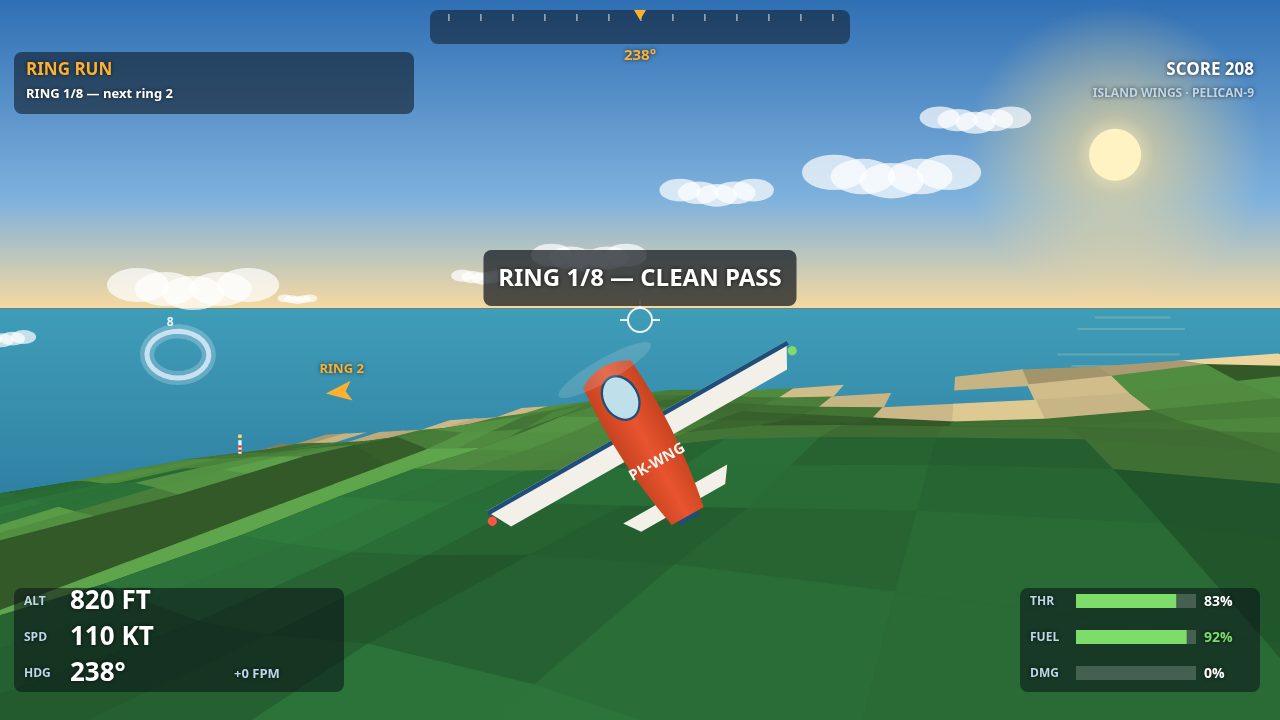 238°
RING RUN
RING 1/8 — next ring 2
SCORE 208
ISLAND WINGS · PELICAN-9
RING 1/8 — CLEAN PASS
8
RING 2
PK-WNG
ALT 820 FT
SPD 110 KT
HDG 238° +0 FPM
THR 83%
FUEL 92%
DMG 0%